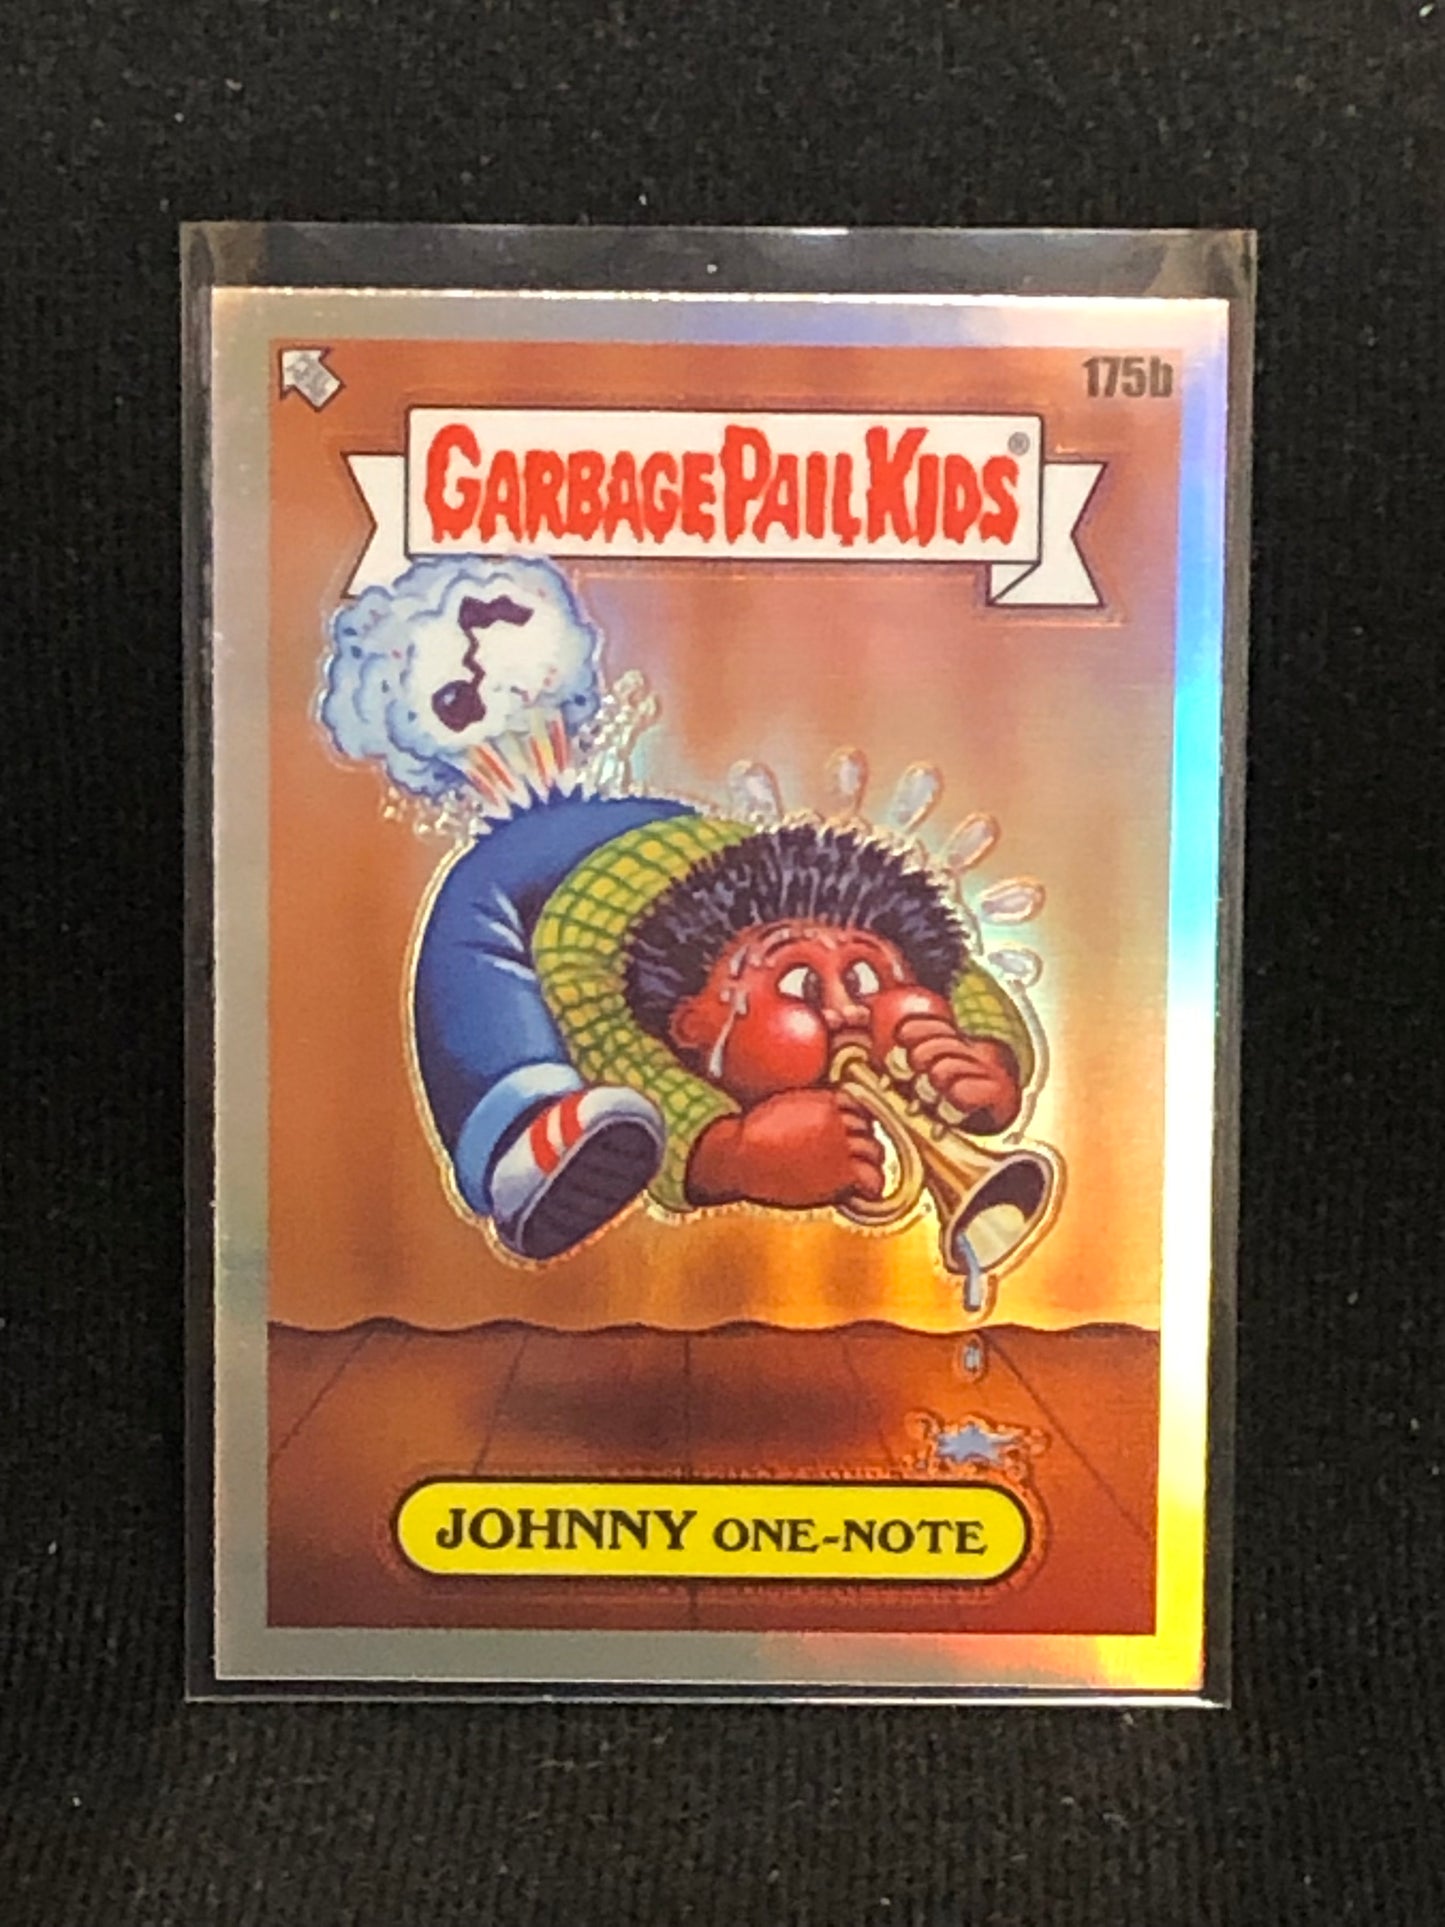 175b
GARBAGE PAIL KIDS®
JOHNNY ONE-NOTE